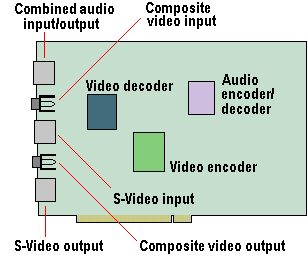 Combined audio
input/output
Composite
video input
Video decoder
Audio
encoder/
decoder
Video encoder
S-Video input
S-Video output
Composite video output